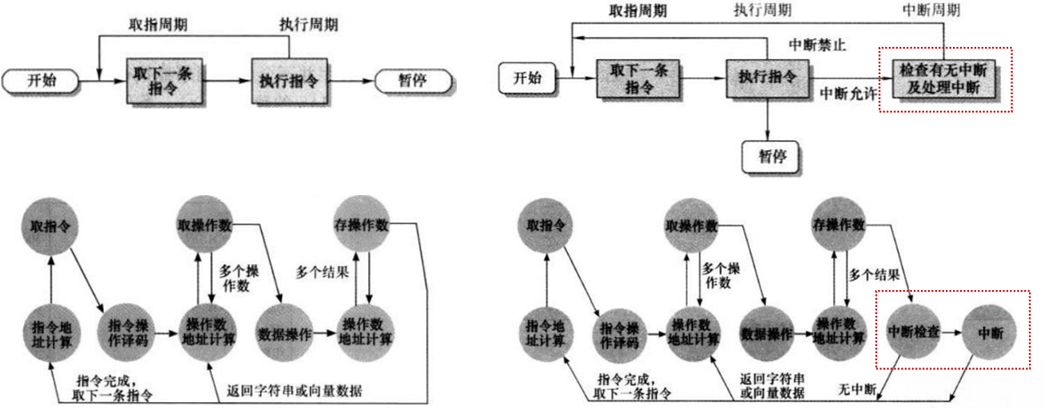 取指周期
执行周期
开始
取下一条
指令
执行指令
暂停
取指周期
执行周期
中断周期
中断禁止
开始
取下一条
指令
执行指令
中断允许
检查有无中断
及处理中断
暂停
取指令
取操作数
存操作数
多个操
作数
多个结果
指令地
址计算
指令操
作译码
操作数
地址计算
数据操作
操作数
地址计算
指令完成,
取下一条指令
返回字符串或向量数据
取指令
取操作数
存操作数
多个操
作数
多个结果
指令地
址计算
指令操
作译码
操作数
地址计算
数据操作
操作数
地址计算
中断检查
中断
指令完成,
取下一条指令
返回字符串
或向量数据
无中断